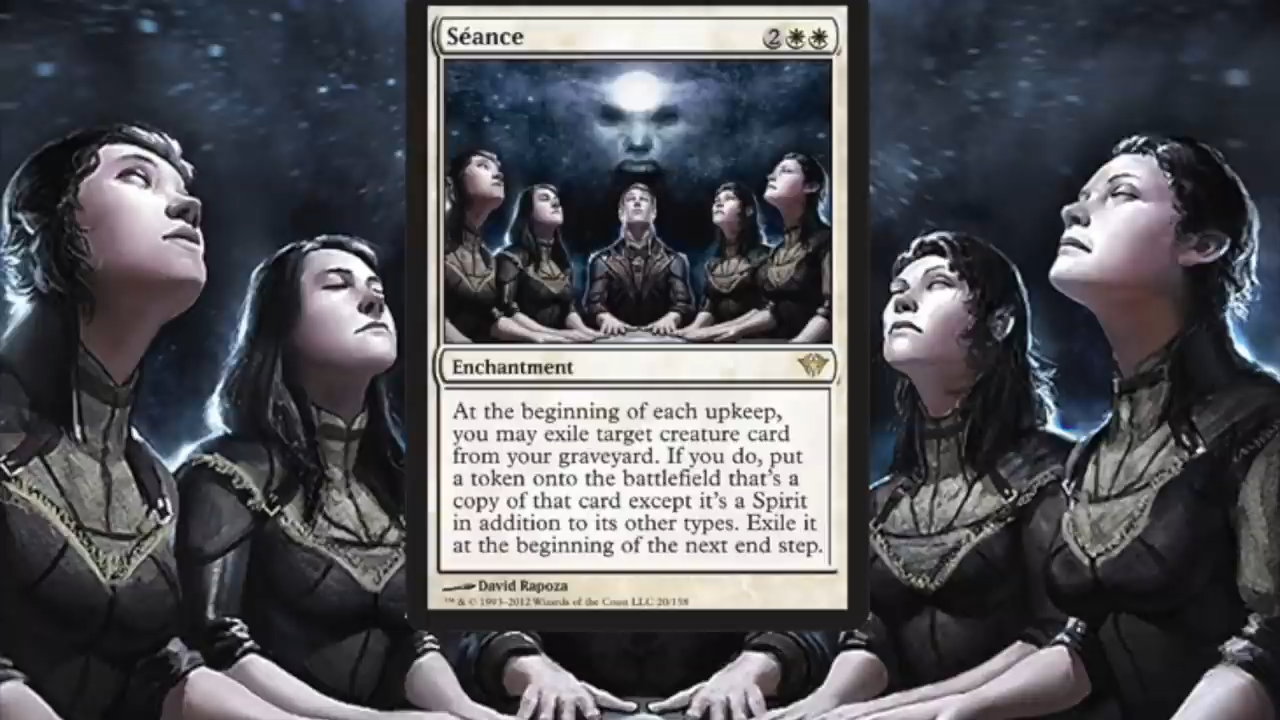 Séance 2
Enchantment
At the beginning of each upkeep,
you may exile target creature card
from your graveyard. If you do, put
a token onto the battlefield that's a
copy of that card except it's a Spirit
in addition to its other types. Exile it
at the beginning of the next end step.
David Rapoza
™ & © 1993–2012 Wizards of the Coast LLC 20/158